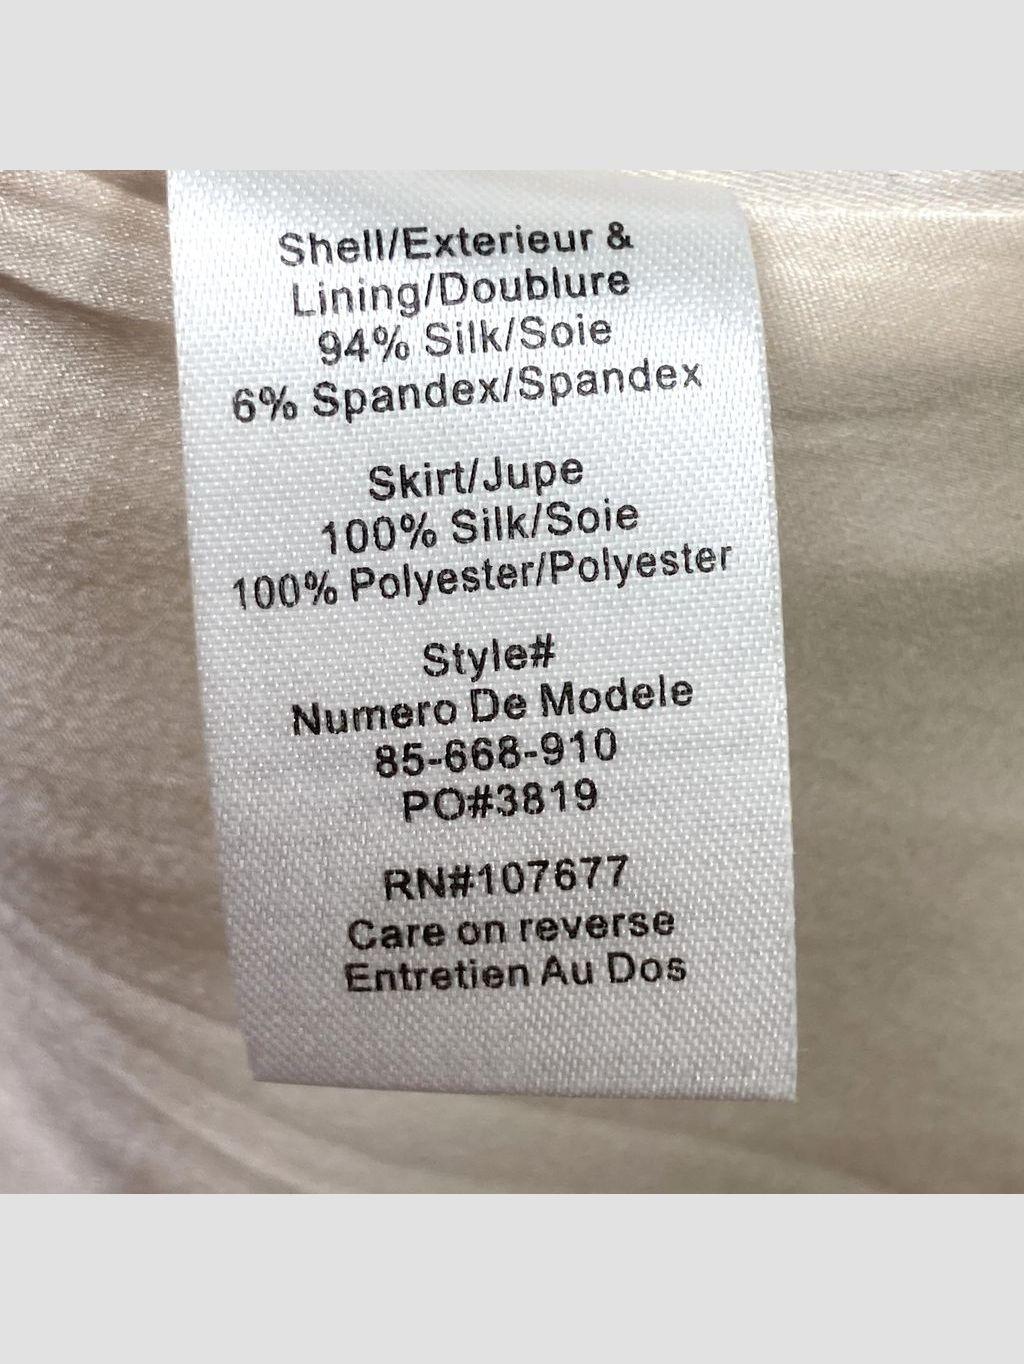 Shell/Exterieur &
Lining/Doublure
94% Silk/Soie
6% Spandex/Spandex
Skirt/Jupe
100% Silk/Soie
100% Polyester/Polyester
Style#
Numero De Modele
85-668-910
PO#3819
RN#107677
Care on reverse
Entretien Au Dos